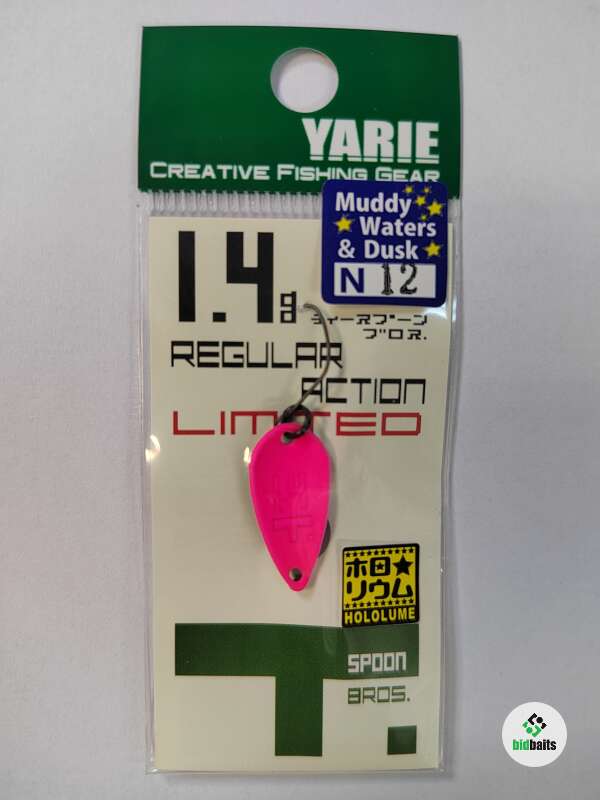 YARIE
CREATIVE FISHING GEAR
Muddy
Waters
& Dusk
N 12
1.4g
ティースプーン
ブロス.
REGULAR
ACTION
LIMITED
T.
ホロ★
リウム
HOLOLUME
SPOON
BROS.
T.
bidbaits